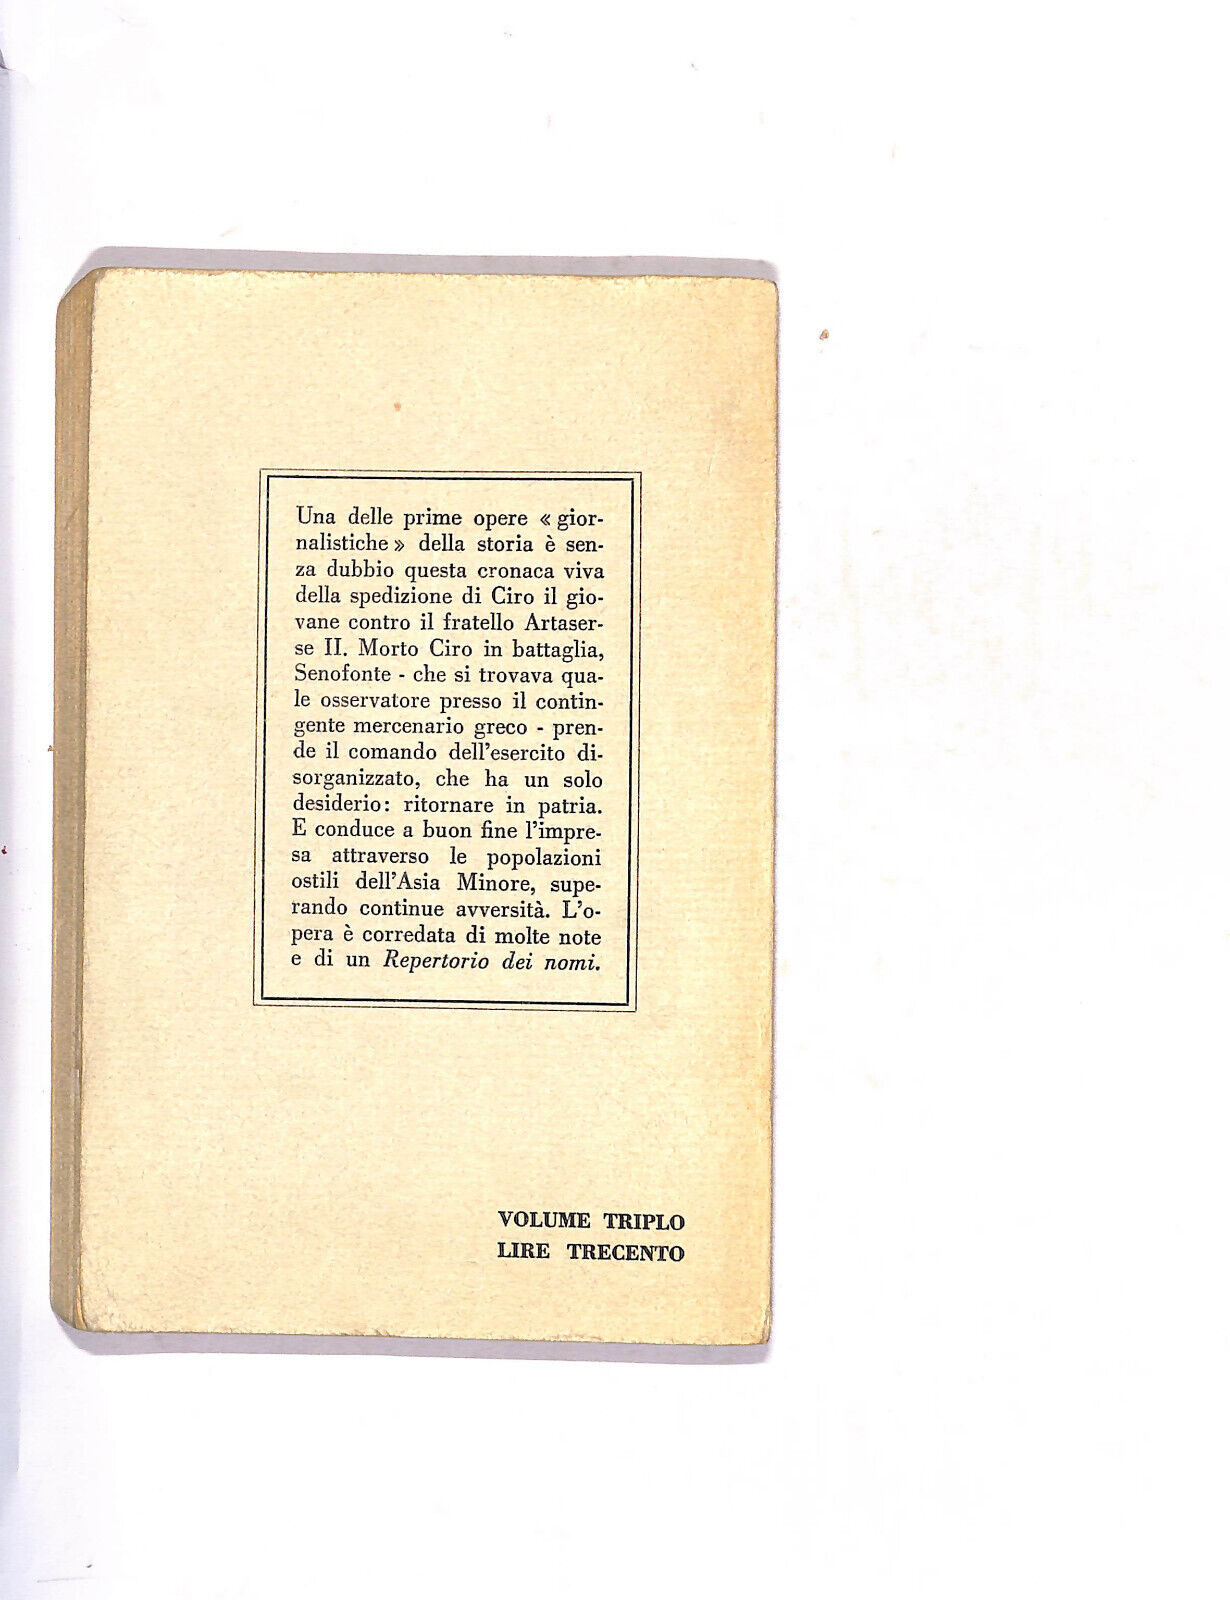 Una delle prime opere « gior-
nalistiche » della storia è sen-
za dubbio questa cronaca viva
della spedizione di Ciro il gio-
vane contro il fratello Artaser-
se II. Morto Ciro in battaglia,
Senofonte - che si trovava qua-
le osservatore presso il contin-
gente mercenario greco - pren-
de il comando dell'esercito di-
sorganizzato, che ha un solo
desiderio: ritornare in patria.
E conduce a buon fine l'impre-
sa attraverso le popolazioni
ostili dell'Asia Minore, supe-
rando continue avversità. L'o-
pera è corredata di molte note
e di un Repertorio dei nomi.
VOLUME TRIPLO
LIRE TRECENTO